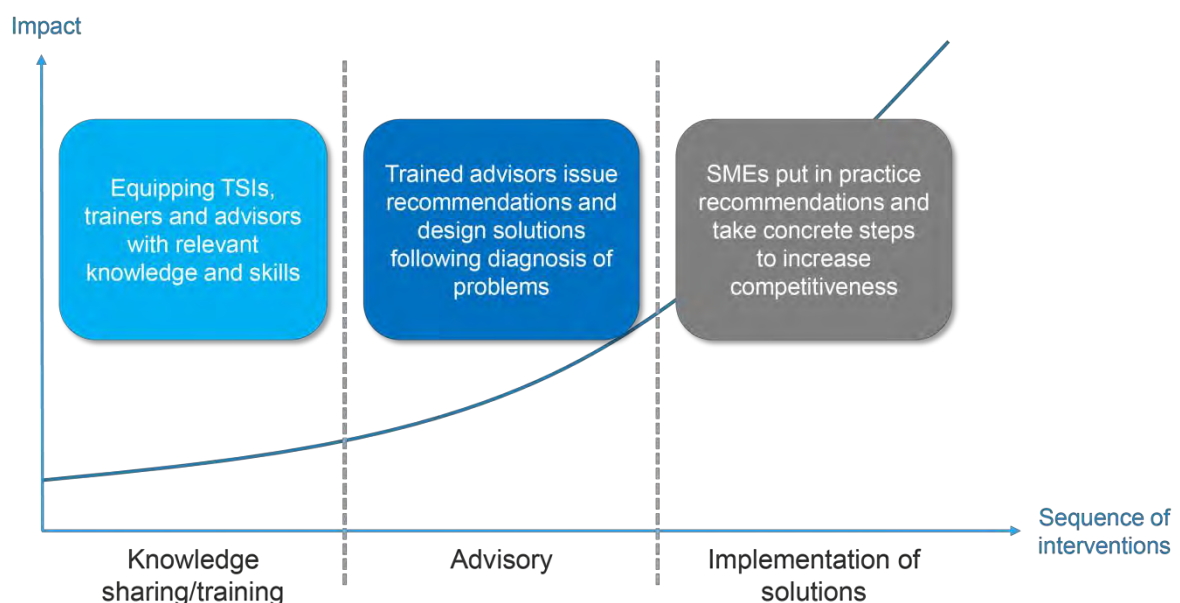 Impact
Equipping TSIs,
trainers and advisors
with relevant
knowledge and skills
Trained advisors issue
recommendations and
design solutions
following diagnosis of
problems
SMEs put in practice
recommendations and
take concrete steps
to increase
competitiveness
Sequence of
interventions
Knowledge
sharing/training
Advisory
Implementation of
solutions